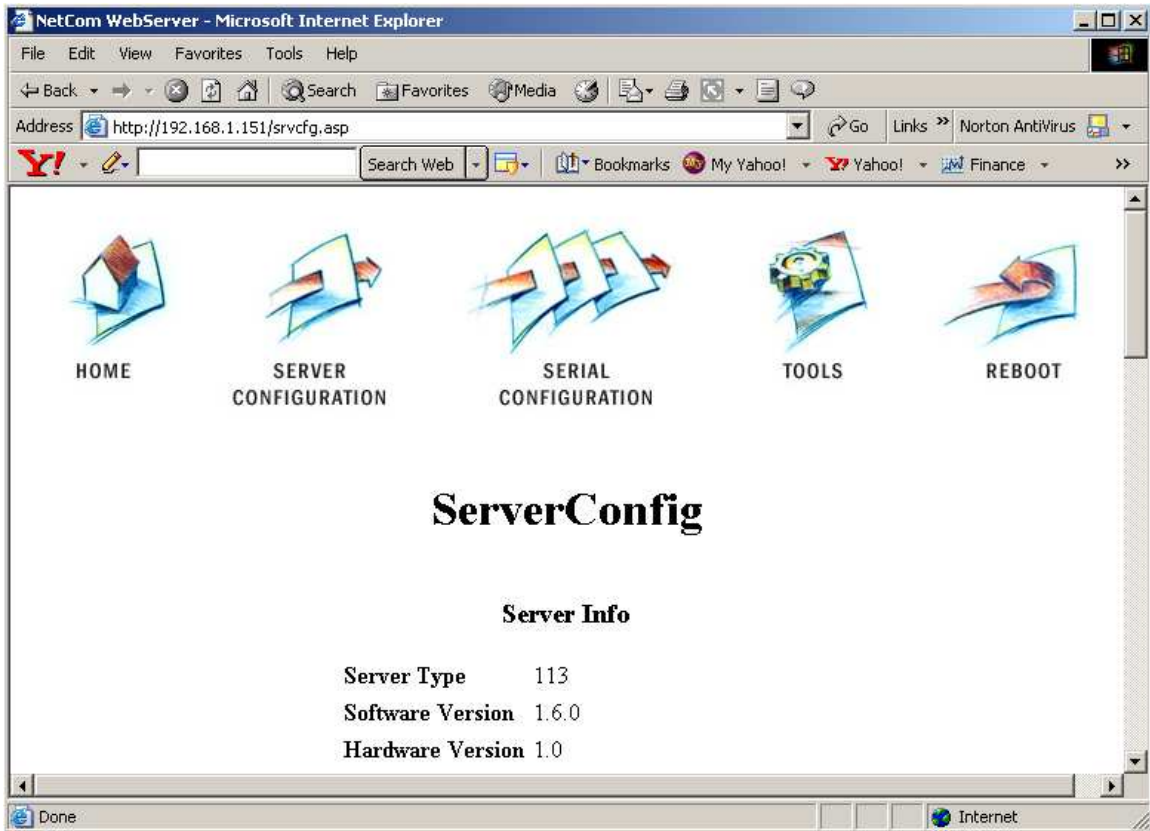 NetCom WebServer - Microsoft Internet Explorer
File Edit View Favorites Tools Help
Back Search Favorites Media
Address http://192.168.1.151/srvcfg.asp Go Links » Norton AntiVirus
Y! Search Web Bookmarks My Yahoo! Yahoo! Finance »
HOME
SERVER
CONFIGURATION
SERIAL
CONFIGURATION
TOOLS
REBOOT
ServerConfig
Server Info
Server Type 113
Software Version 1.6.0
Hardware Version 1.0
Done Internet